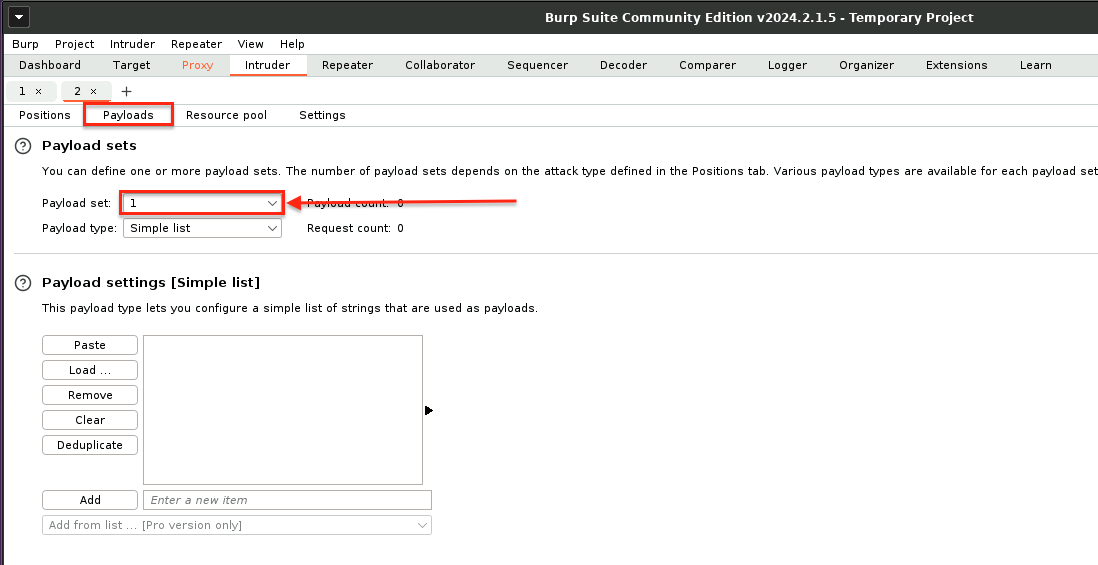 Burp Suite Community Edition v2024.2.1.5 - Temporary Project
Burp Project Intruder Repeater View Help
Dashboard Target Proxy Intruder Repeater Collaborator Sequencer Decoder Comparer Logger Organizer Extensions Learn
1 × 2 × +
Positions Payloads Resource pool Settings
? Payload sets
You can define one or more payload sets. The number of payload sets depends on the attack type defined in the Positions tab. Various payload types are available for each payload set
Payload set: 1 Payload count: 0
Payload type: Simple list Request count: 0
? Payload settings [Simple list]
This payload type lets you configure a simple list of strings that are used as payloads.
Paste
Load ...
Remove
Clear
Deduplicate
Add Enter a new item
Add from list ... [Pro version only]